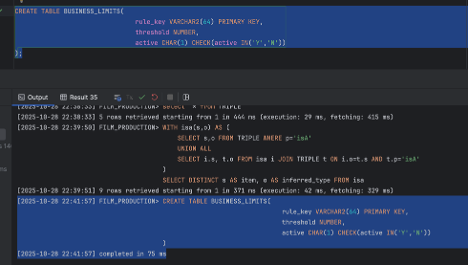 CREATE TABLE BUSINESS_LIMITS(
rule_key VARCHAR2(64) PRIMARY KEY,
threshold NUMBER,
active CHAR(1) CHECK(active IN('Y','N'))
);
Output Result 35
[2025-10-28 22:38:33] FILM_PRODUCTION> SELECT * FROM TRIPLE
[2025-10-28 22:38:33] 5 rows retrieved starting from 1 in 444 ms (execution: 29 ms, fetching: 415 ms)
[2025-10-28 22:39:50] FILM_PRODUCTION> WITH isa(s,o) AS (
SELECT s,o FROM TRIPLE WHERE p='isA'
UNION ALL
SELECT i.s, t.o FROM isa i JOIN TRIPLE t ON i.o=t.s AND t.p='isA'
)
SELECT DISTINCT s AS item, o AS inferred_type FROM isa
[2025-10-28 22:39:51] 9 rows retrieved starting from 1 in 371 ms (execution: 42 ms, fetching: 329 ms)
[2025-10-28 22:41:57] FILM_PRODUCTION> CREATE TABLE BUSINESS_LIMITS(
rule_key VARCHAR2(64) PRIMARY KEY,
threshold NUMBER,
active CHAR(1) CHECK(active IN('Y','N'))
)
[2025-10-28 22:41:57] completed in 75 ms